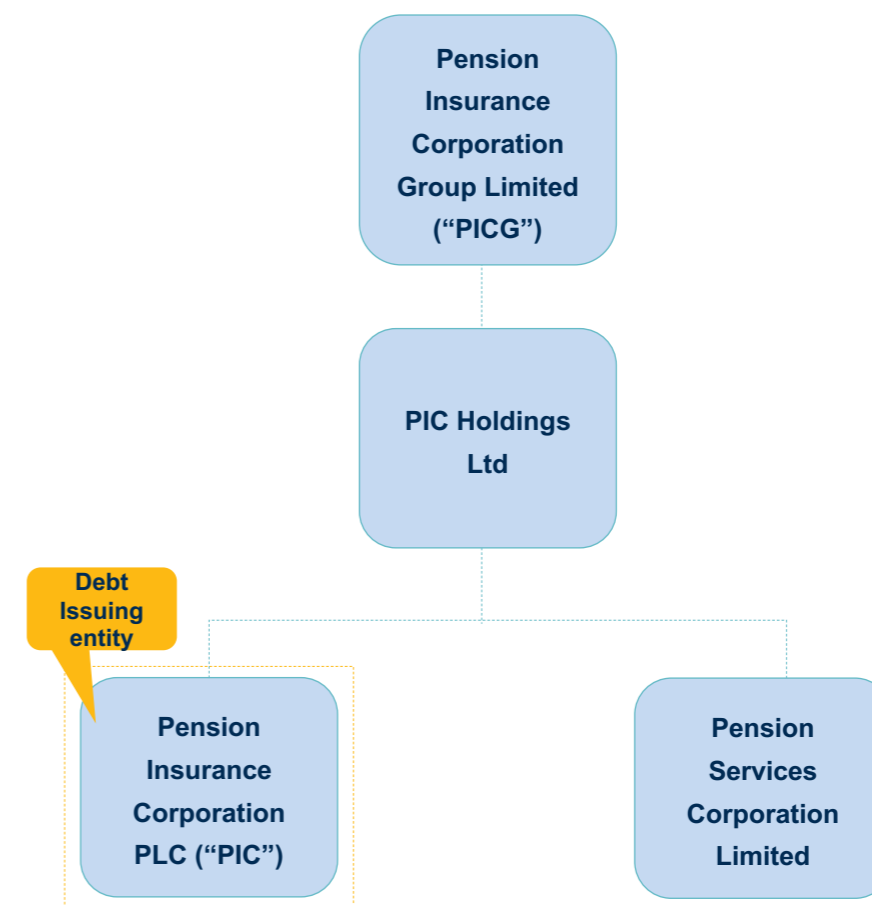 Pension
Insurance
Corporation
Group Limited
(“PICG”)
PIC Holdings
Ltd
Debt
Issuing
entity
Pension
Insurance
Corporation
PLC (“PIC”)
Pension
Services
Corporation
Limited